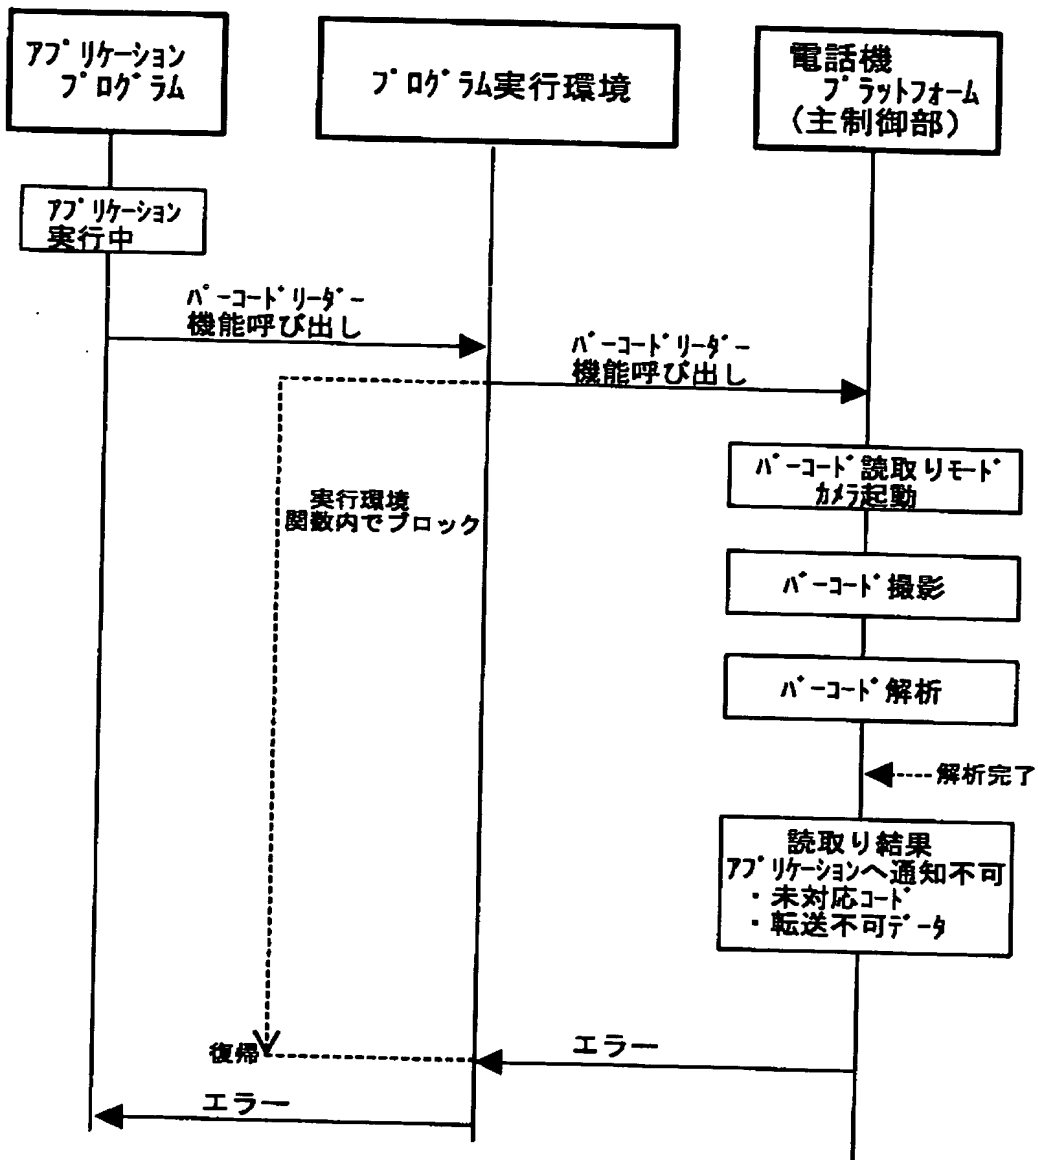 アプリケーション
プログラム
プログラム実行環境
電話機
プラットフォーム
(主制御部)
アプリケーション
実行中
バーコードリーダー
機能呼び出し
バーコードリーダー
機能呼び出し
バーコード読取りモード
カメラ起動
実行環境
関数内でブロック
バーコード撮影
バーコード解析
解析完了
読取り結果
アプリケーションへ通知不可
・未対応コード
・転送不可データ
復帰
エラー
エラー